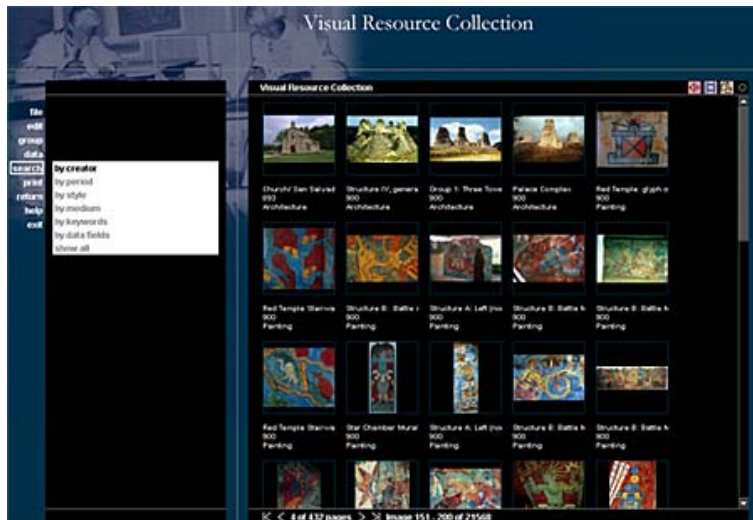 Visual Resource Collection
Visual Resource Collection
file
edit
group
data
search
print
return
help
exit
by creator
by period
by style
by medium
by keywords
by data fields
show all
Church/ San Salvad
893
Architecture
Structure IV, genera
900
Architecture
Group 1: Three Towe
900
Architecture
Palace Complex
900
Architecture
Red Temple: glyph o
900
Painting
Red Temple Stairwa
900
Painting
Structure B: Battle
900
Painting
Structure A: Left (no
900
Painting
Structure B: Battle M
900
Painting
Structure B: Battle M
900
Painting
Red Temple Stairwa
900
Painting
Star Chamber Mural
900
Painting
Structure A: Left (no
900
Painting
Structure B: Battle M
900
Painting
Structure B: Battle M
900
Painting
4 of 432 pages
Image 151 - 200 of 21568